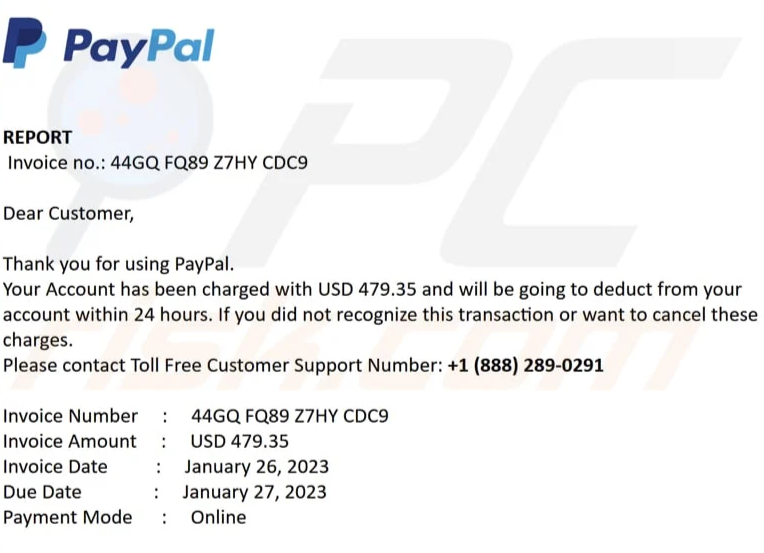 PayPal
REPORT
Invoice no.: 44GQ FQ89 Z7HY CDC9
Dear Customer,
Thank you for using PayPal.
Your Account has been charged with USD 479.35 and will be going to deduct from your
account within 24 hours. If you did not recognize this transaction or want to cancel these
charges.
Please contact Toll Free Customer Support Number: +1 (888) 289-0291
Invoice Number : 44GQ FQ89 Z7HY CDC9
Invoice Amount : USD 479.35
Invoice Date : January 26, 2023
Due Date : January 27, 2023
Payment Mode : Online
PC
risk.com